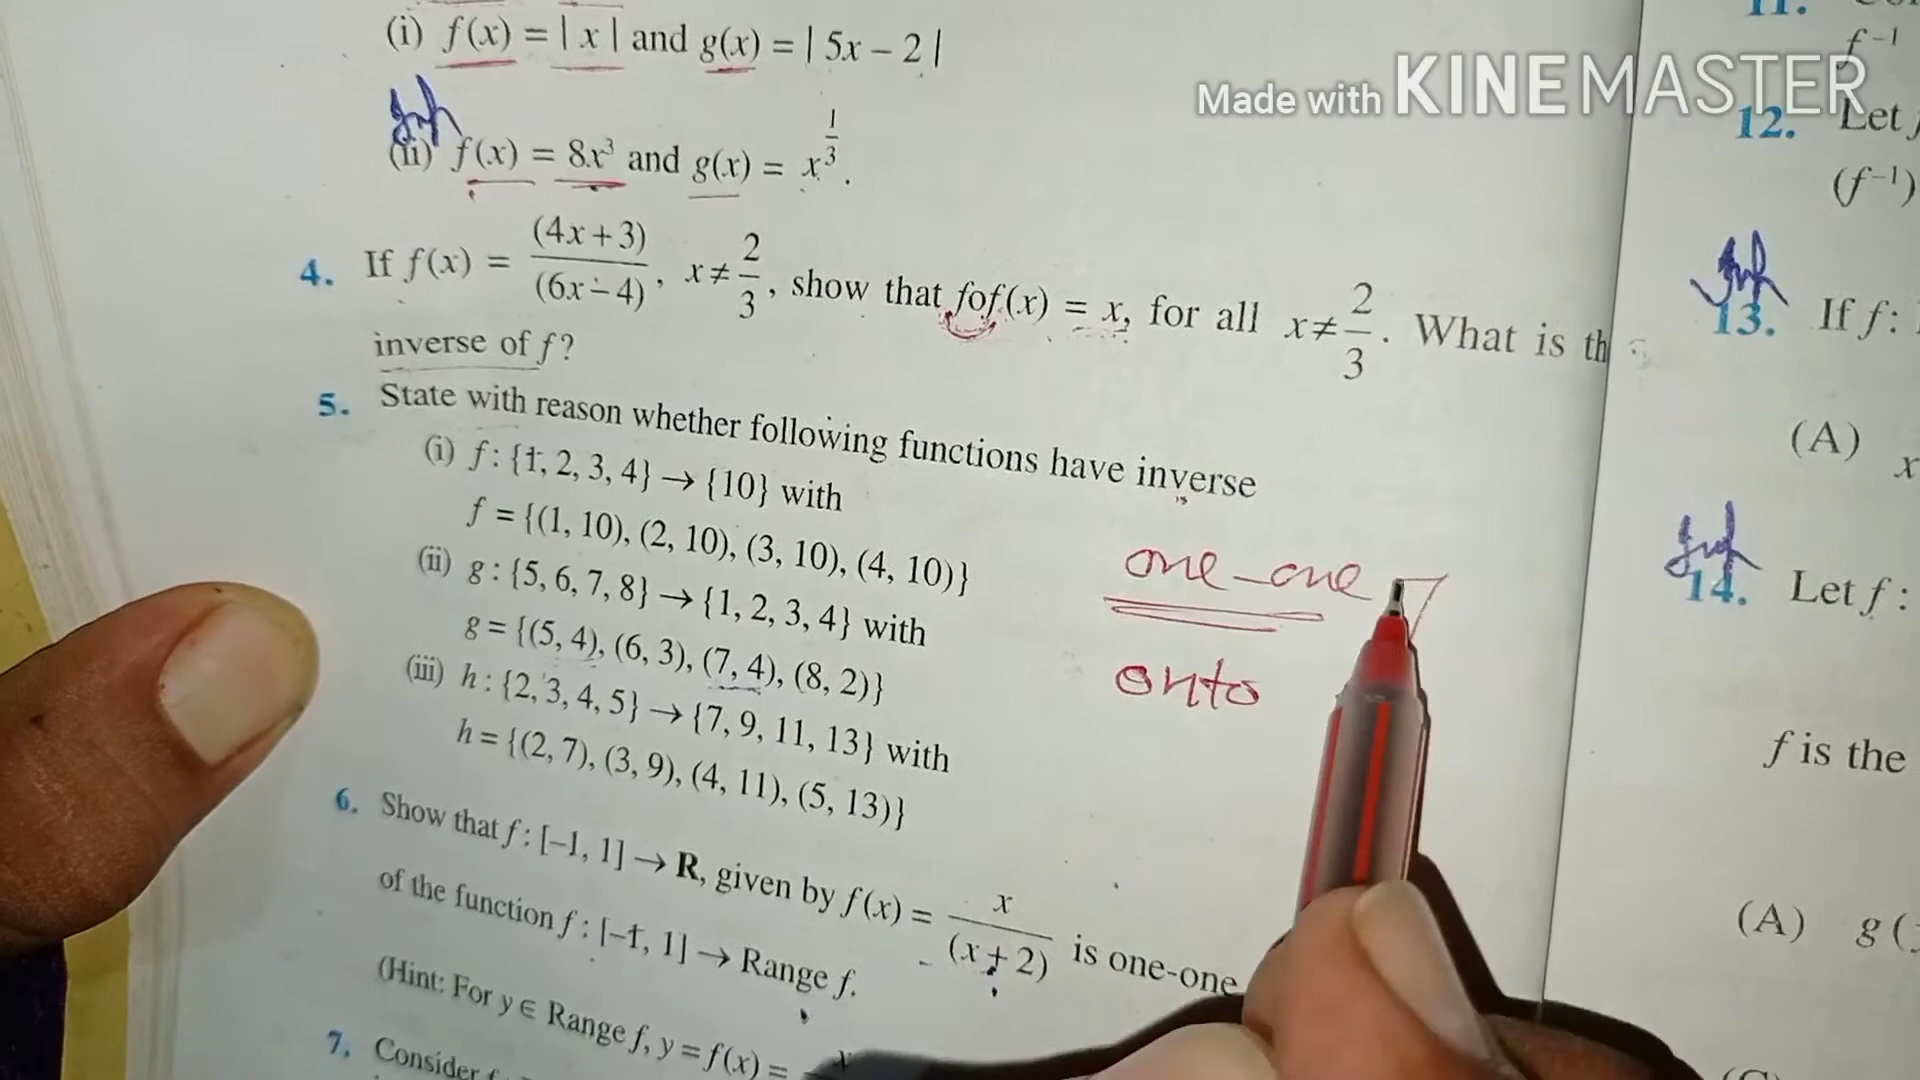 (i) f(x) = | x | and g(x) = | 5x – 2 |
(ii) f(x) = 8x³ and g(x) = x^(1/3).
4. If f(x) = (4x+3)/(6x–4), x ≠ 2/3, show that fof(x) = x, for all x ≠ 2/3. What is th
inverse of f?
5. State with reason whether following functions have inverse
(i) f : {1, 2, 3, 4} → {10} with
f = {(1, 10), (2, 10), (3, 10), (4, 10)}
(ii) g : {5, 6, 7, 8} → {1, 2, 3, 4} with
g = {(5, 4), (6, 3), (7, 4), (8, 2)}
(iii) h : {2, 3, 4, 5} → {7, 9, 11, 13} with
h = {(2, 7), (3, 9), (4, 11), (5, 13)}
6. Show that f : [–1, 1] → R, given by f(x) = x/(x + 2) is one-one
of the function f : [–1, 1] → Range f.
(Hint: For y ∈ Range f, y = f(x) = x
7. Consider f
one-one
onto
Made with KINEMASTER
11.
f⁻¹
12. Let
(f⁻¹)
13. If f :
(A) x
14. Let f :
f is the
(A) g(